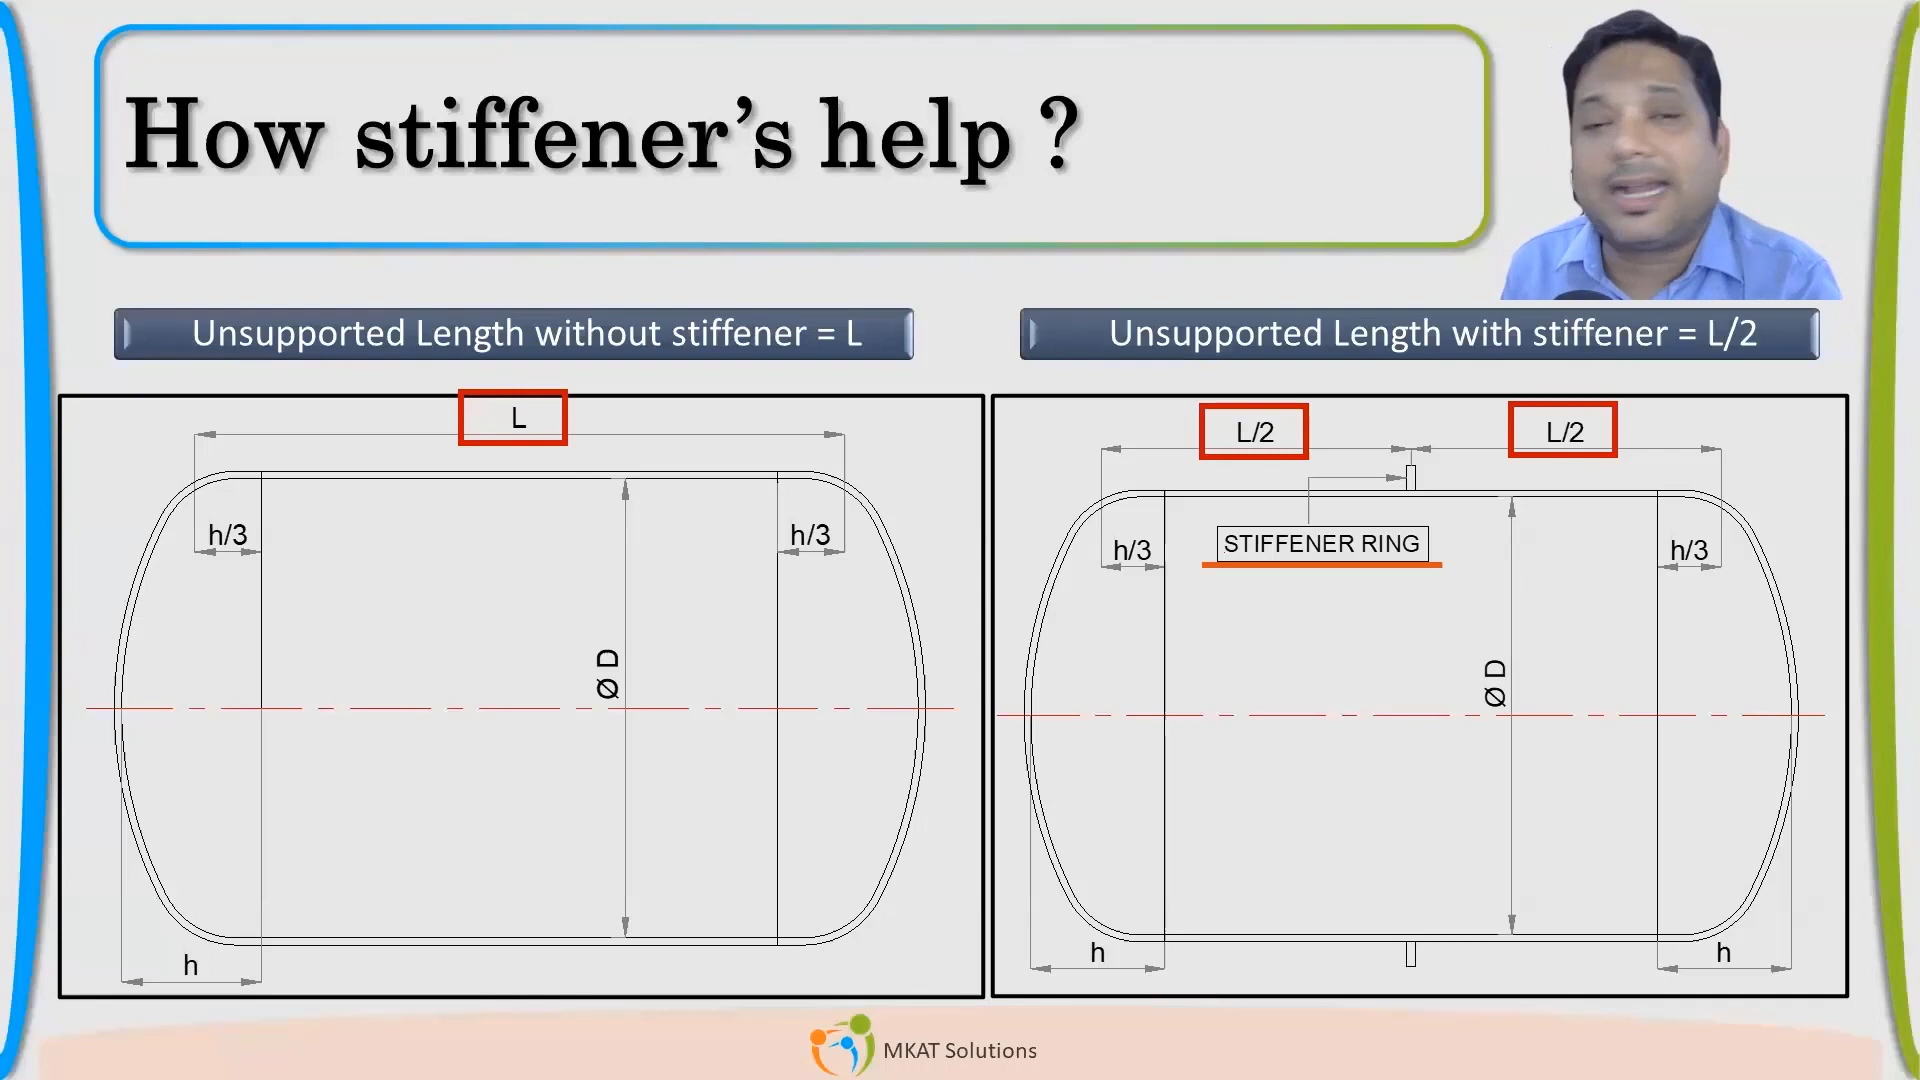 How stiffener’s help ?
Unsupported Length without stiffener = L
Unsupported Length with stiffener = L/2
L
h/3
h/3
Ø D
h
L/2
L/2
STIFFENER RING
h/3
h/3
Ø D
h
h
MKAT Solutions